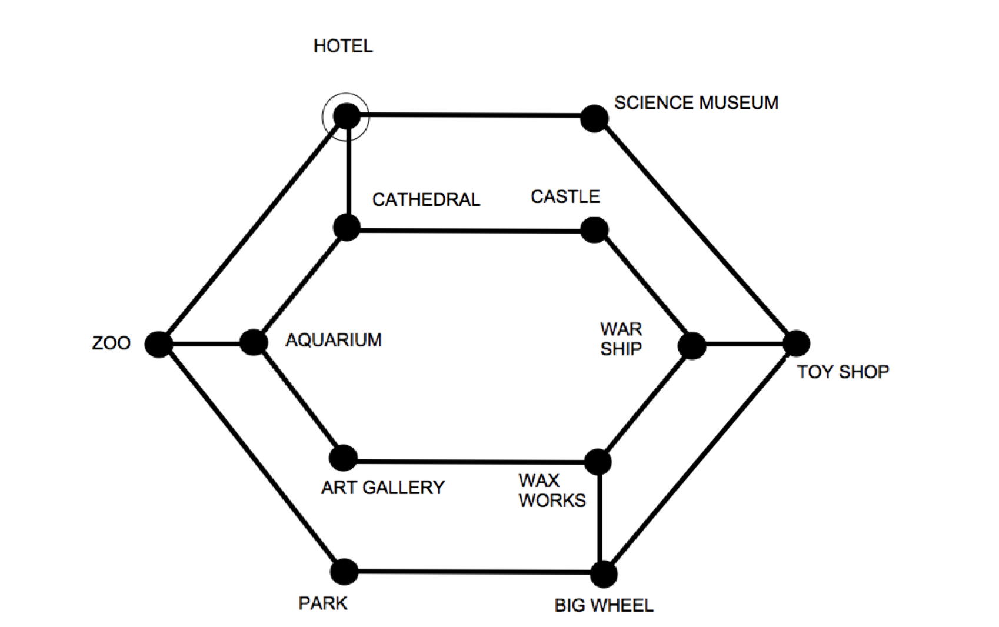 HOTEL
SCIENCE MUSEUM
CATHEDRAL
CASTLE
ZOO
AQUARIUM
WAR
SHIP
TOY SHOP
ART GALLERY
WAX
WORKS
PARK
BIG WHEEL